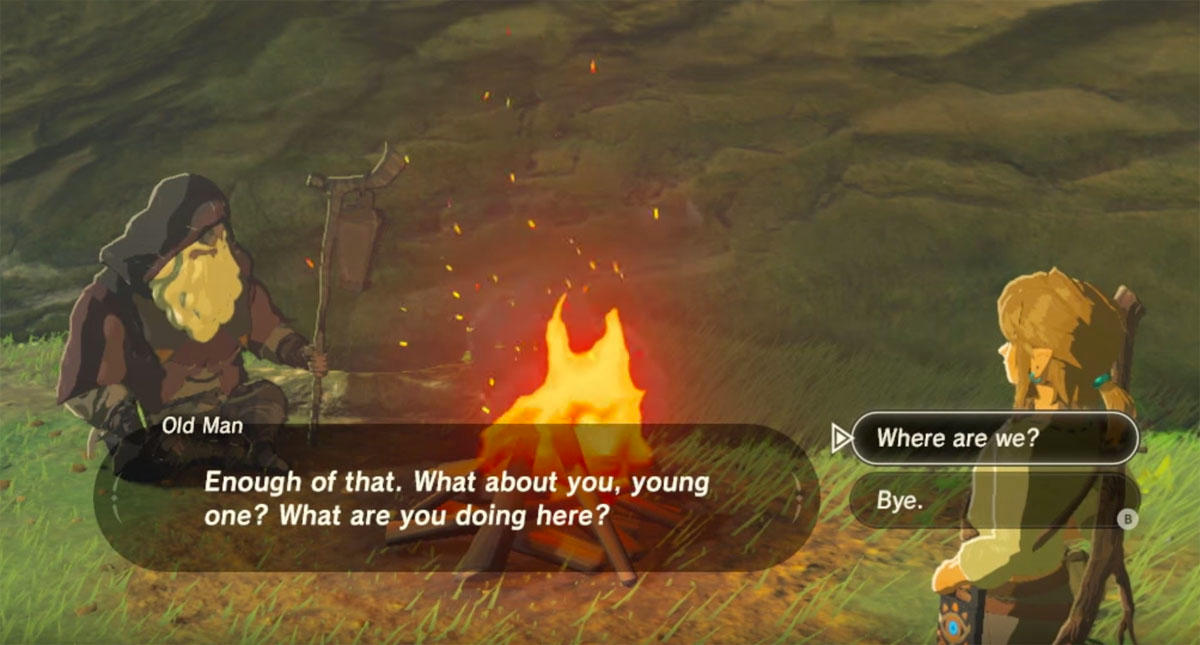 Old Man
Enough of that. What about you, young
one? What are you doing here?
Where are we?
Bye.
B